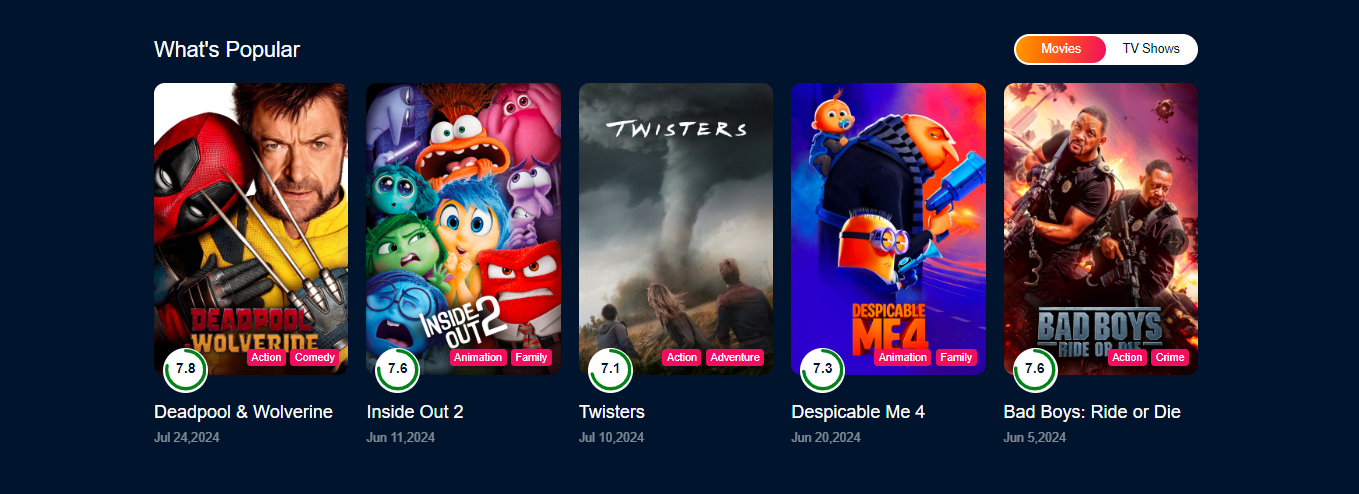 What's Popular
Movies
TV Shows
DEADPOOL
WOLVERINE
7.8
Action
Comedy
Deadpool & Wolverine
Jul 24,2024
INSIDE
OUT 2
7.6
Animation
Family
Inside Out 2
Jun 11,2024
TWISTERS
7.1
Action
Adventure
Twisters
Jul 10,2024
DESPICABLE
ME 4
7.3
Animation
Family
Despicable Me 4
Jun 20,2024
BAD BOYS
RIDE OR DIE
7.6
Action
Crime
Bad Boys: Ride or Die
Jun 5,2024